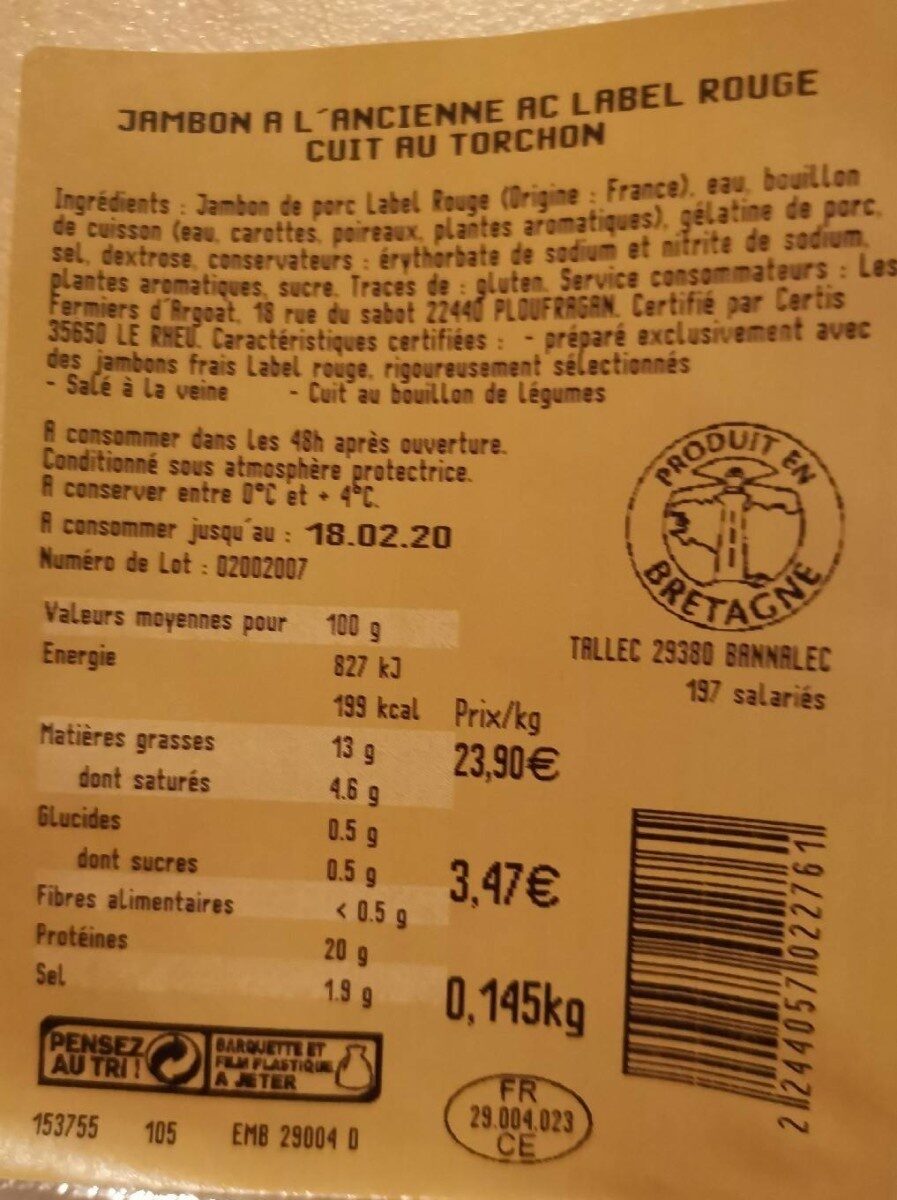 JAMBON A L´ANCIENNE AC LABEL ROUGE
CUIT AU TORCHON
Ingrédients : Jambon de porc Label Rouge (Origine : France), eau, bouillon
de cuisson (eau, carottes, poireaux, plantes aromatiques), gélatine de porc,
sel, dextrose, conservateurs : érythorbate de sodium et nitrite de sodium,
plantes aromatiques, sucre. Traces de : gluten. Service consommateurs : Les
Fermiers d´Argoat, 18 rue du sabot 22440 PLOUFRAGAN. Certifié par Certis
35650 LE RHEU. Caractéristiques certifiées : - préparé exclusivement avec
des jambons frais Label rouge, rigoureusement sélectionnés
- Salé à la veine - Cuit au bouillon de légumes
A consommer dans les 48h après ouverture.
Conditionné sous atmosphère protectrice.
A conserver entre 0°C et + 4°C.
A consommer jusqu´au : 18.02.20
Numéro de Lot : 02002007
PRODUIT EN
BRETAGNE
TALLEC 29380 BANNALEC
197 salariés
Valeurs moyennes pour 100 g
Energie 827 kJ
199 kcal
Matières grasses 13 g
dont saturés 4.6 g
Glucides 0.5 g
dont sucres 0.5 g
Fibres alimentaires < 0.5 g
Protéines 20 g
Sel 1.9 g
Prix/kg
23,90€
3,47€
0,145kg
2 244057 022761
PENSEZ
AU TRI !
BARQUETTE ET
FILM PLASTIQUE
A JETER
FR
29.004.023
CE
153755 105 EMB 29004 D